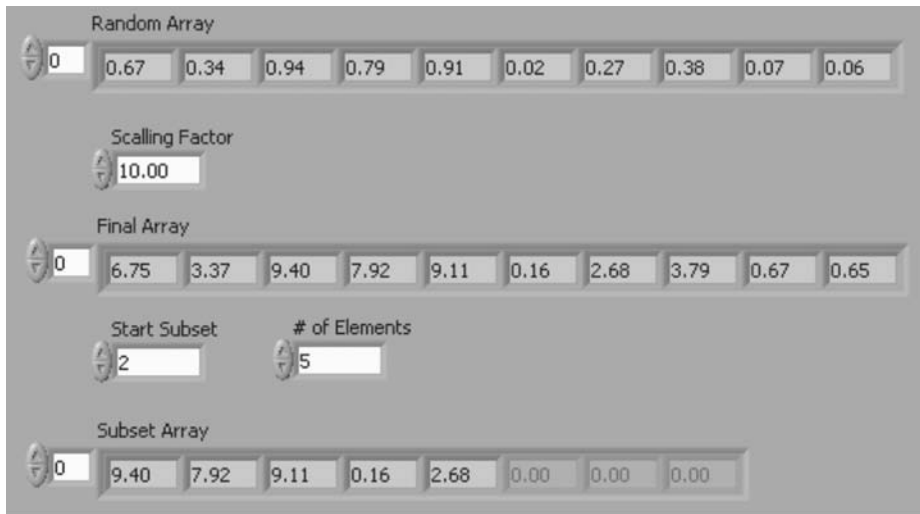 Random Array
0 0.67 0.34 0.94 0.79 0.91 0.02 0.27 0.38 0.07 0.06
Scalling Factor
10.00
Final Array
0 6.75 3.37 9.40 7.92 9.11 0.16 2.68 3.79 0.67 0.65
Start Subset # of Elements
2 5
Subset Array
0 9.40 7.92 9.11 0.16 2.68 0.00 0.00 0.00